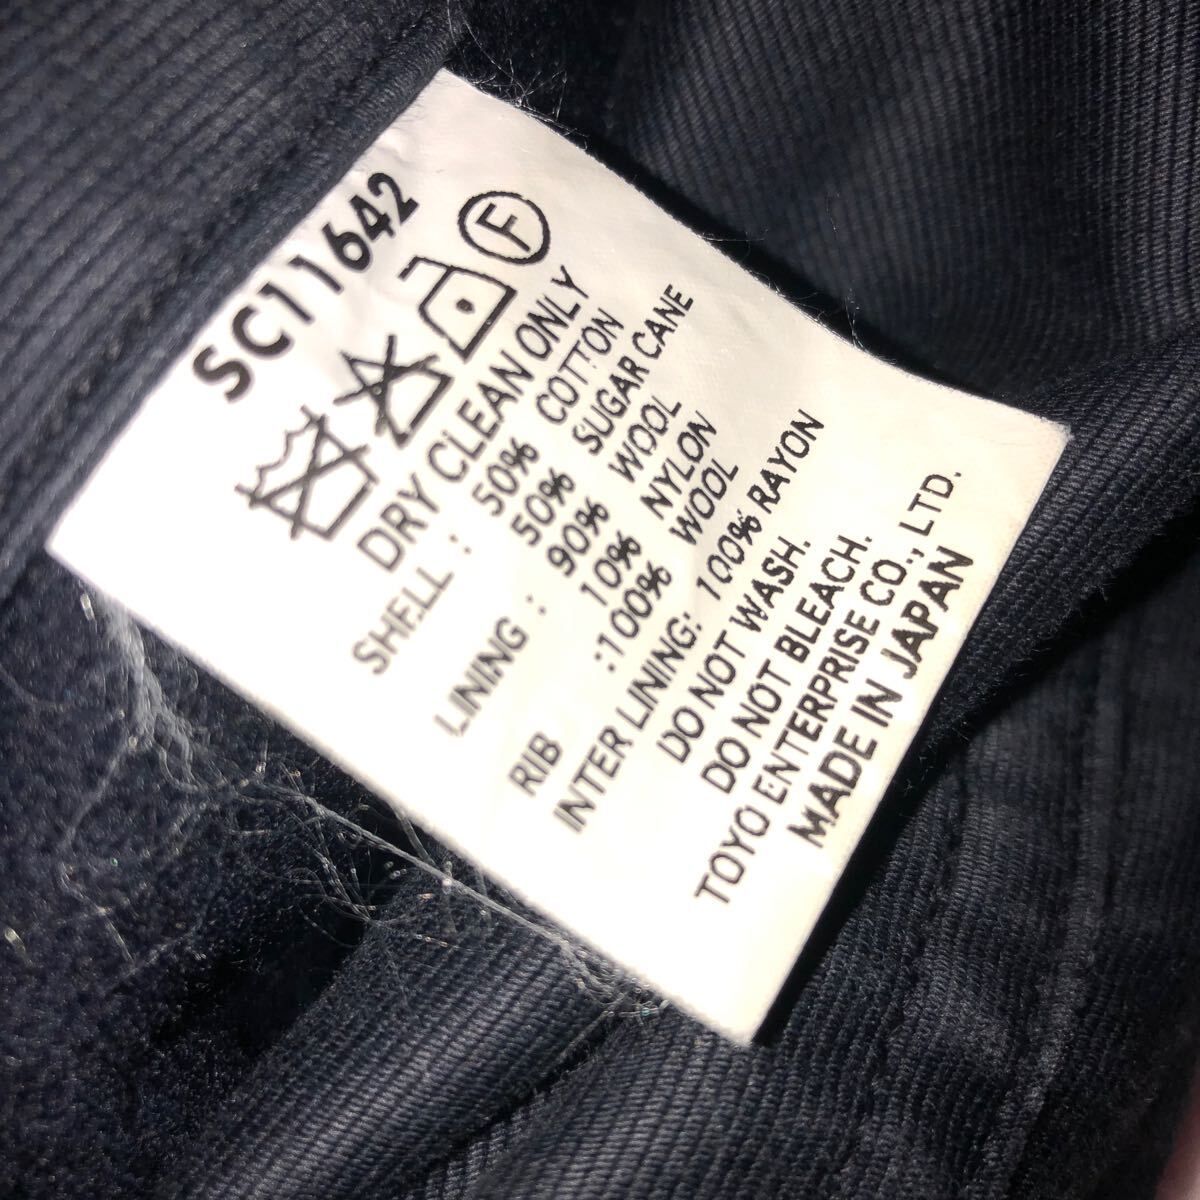 SC11642
F
DRY CLEAN ONLY
SHELL : 50% COTTON
50% SUGAR CANE
LINING : 90% WOOL
10% NYLON
RIB :100% WOOL
INTER LINING: 100% RAYON
DO NOT WASH.
DO NOT BLEACH.
TOYO ENTERPRISE CO., LTD.
MADE IN JAPAN